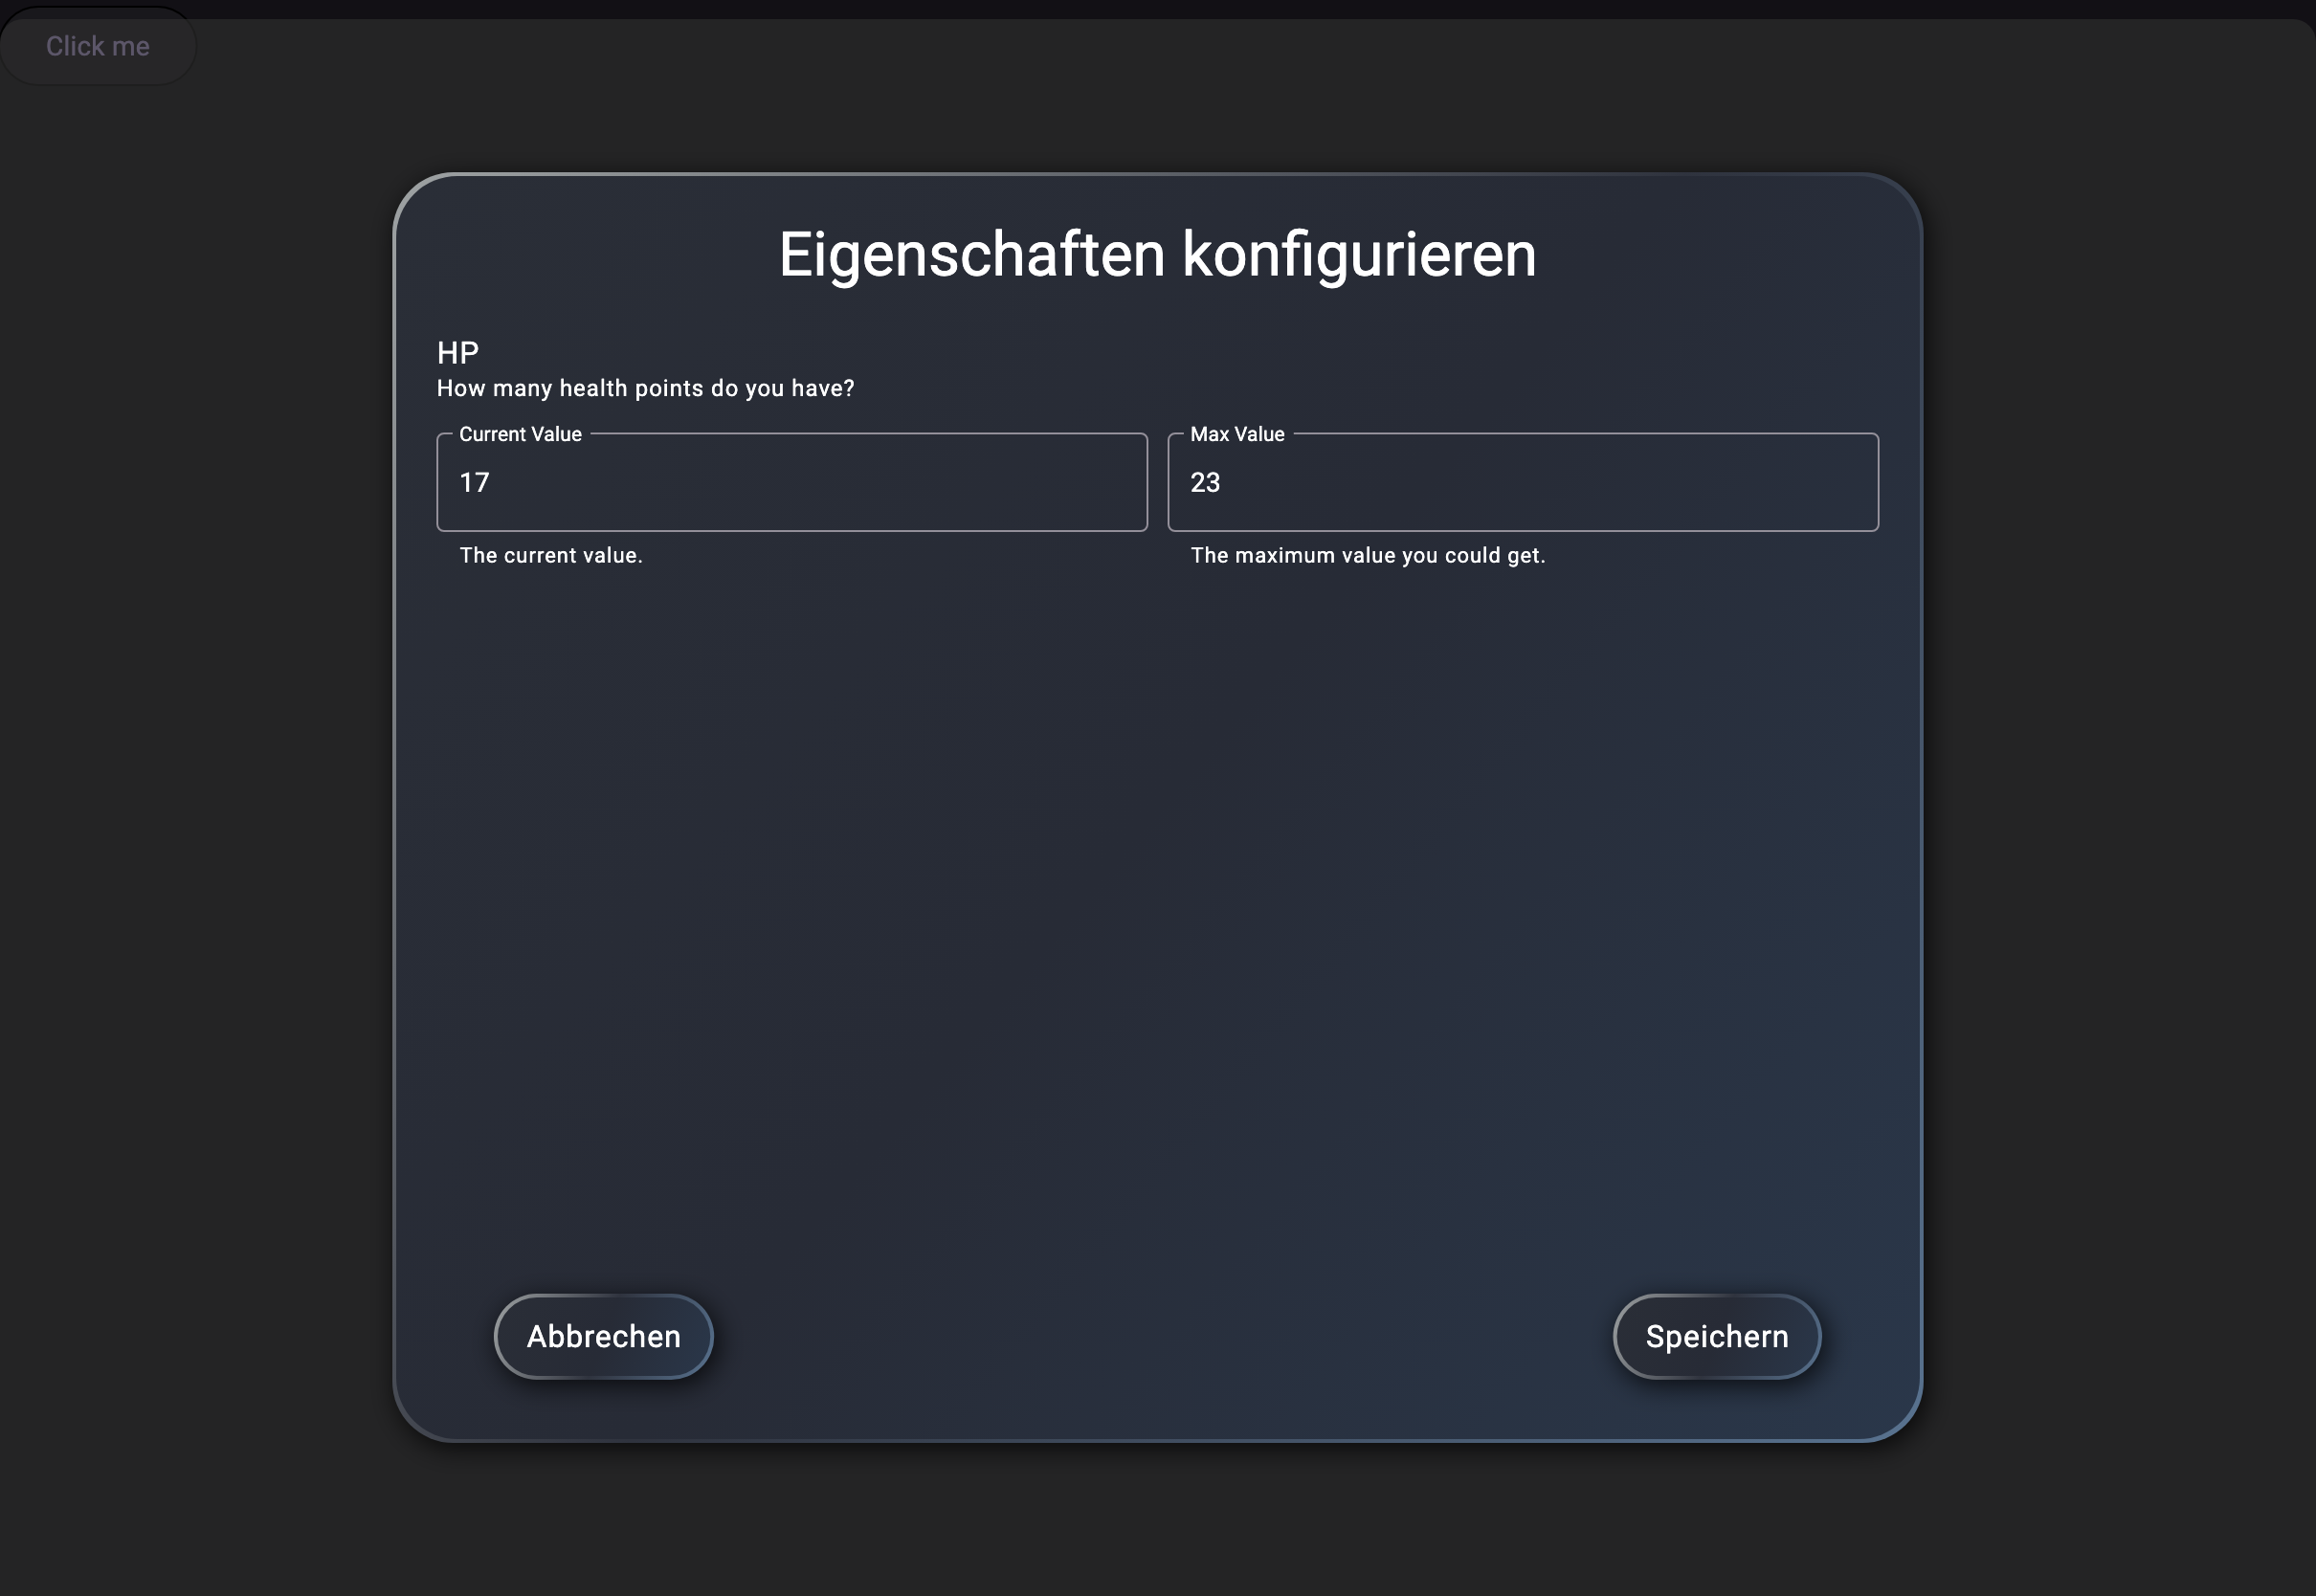 Click me
Eigenschaften konfigurieren
HP
How many health points do you have?
Current Value
17
The current value.
Max Value
23
The maximum value you could get.
Abbrechen
Speichern